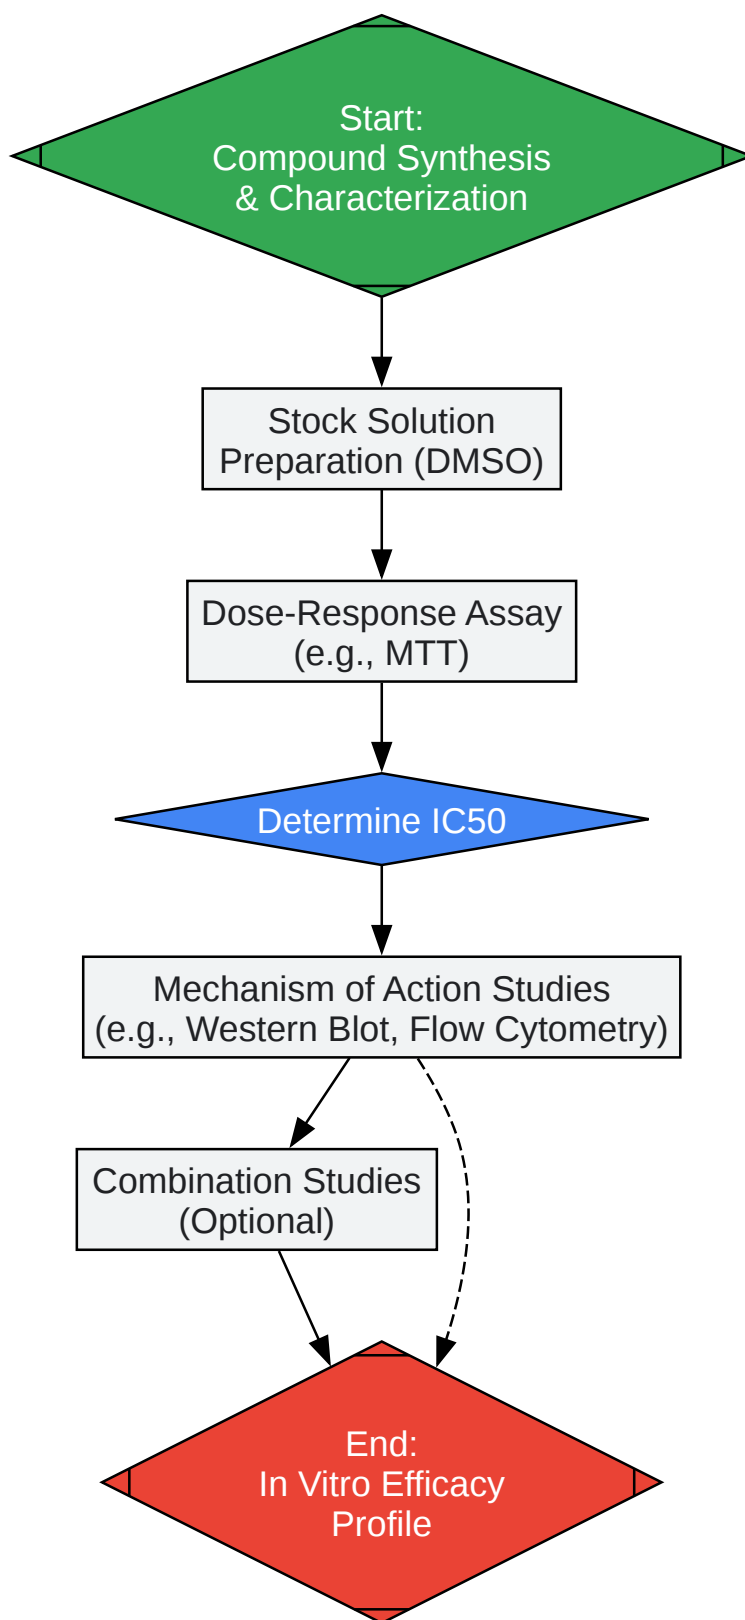 Start:
Compound Synthesis
& Characterization
Stock Solution
Preparation (DMSO)
Dose-Response Assay
(e.g., MTT)
Determine IC50
Mechanism of Action Studies
(e.g., Western Blot, Flow Cytometry)
Combination Studies
(Optional)
End:
In Vitro Efficacy
Profile